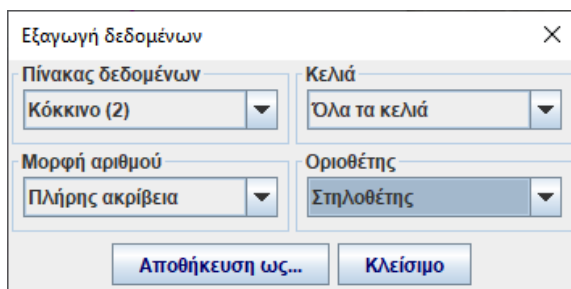 Εξαγωγή δεδομένων
Πίνακας δεδομένων
Κελιά
Κόκκινο (2)
Όλα τα κελιά
Μορφή αριθμού
Οριοθέτης
Πλήρης ακρίβεια
Στηλοθέτης
Αποθήκευση ως...
Κλείσιμο